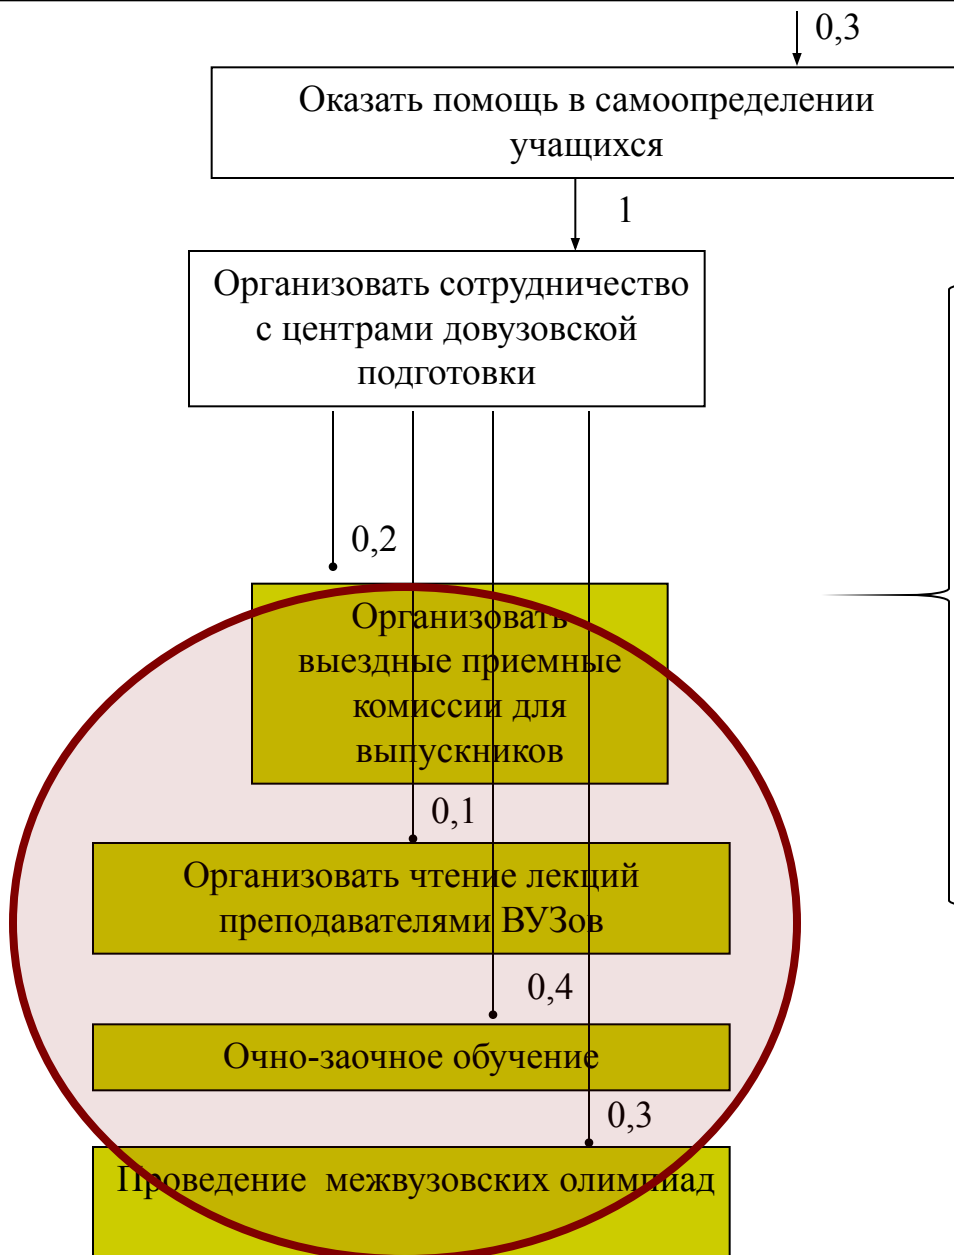 0,3
Оказать помощь в самоопределении
учащихся
1
Организовать сотрудничество
с центрами довузовской
подготовки
0,2
Организовать
выездные приемные
комиссии для
выпускников
0,1
Организовать чтение лекций
преподавателями ВУЗов
0,4
Очно-заочное обучение
0,3
Проведение межвузовских олимпиад